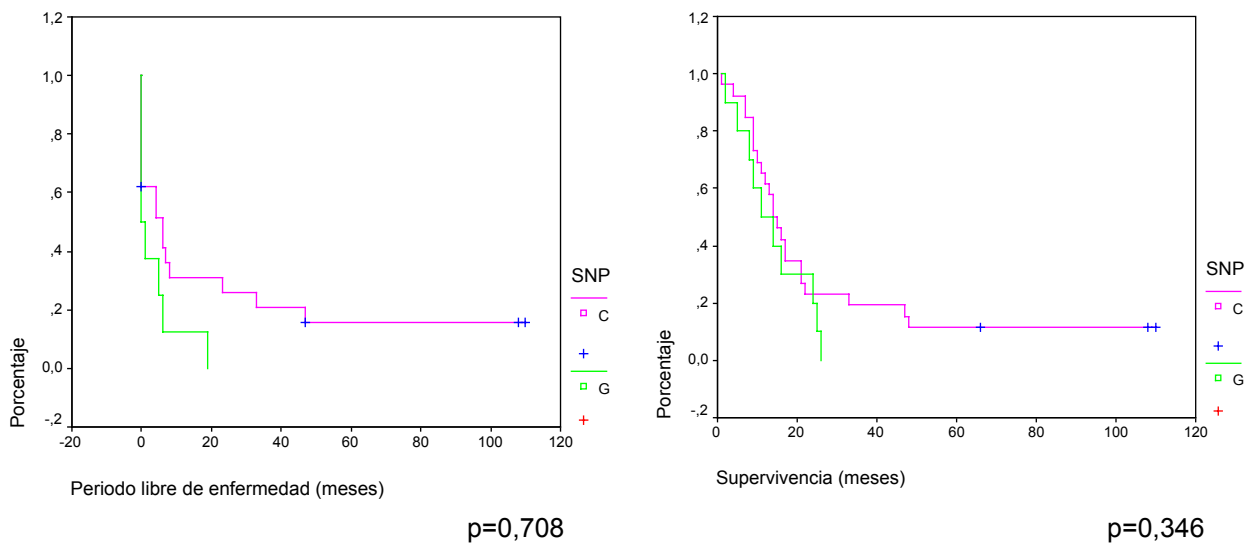 1,2
1,0
,8
,6
,4
,2
0,0
-,2
Porcentaje
-20 0 20 40 60 80 100 120
Periodo libre de enfermedad (meses)
SNP
C
G
p=0,708
1,2
1,0
,8
,6
,4
,2
0,0
-,2
Porcentaje
0 20 40 60 80 100 120
Supervivencia (meses)
SNP
C
G
p=0,346